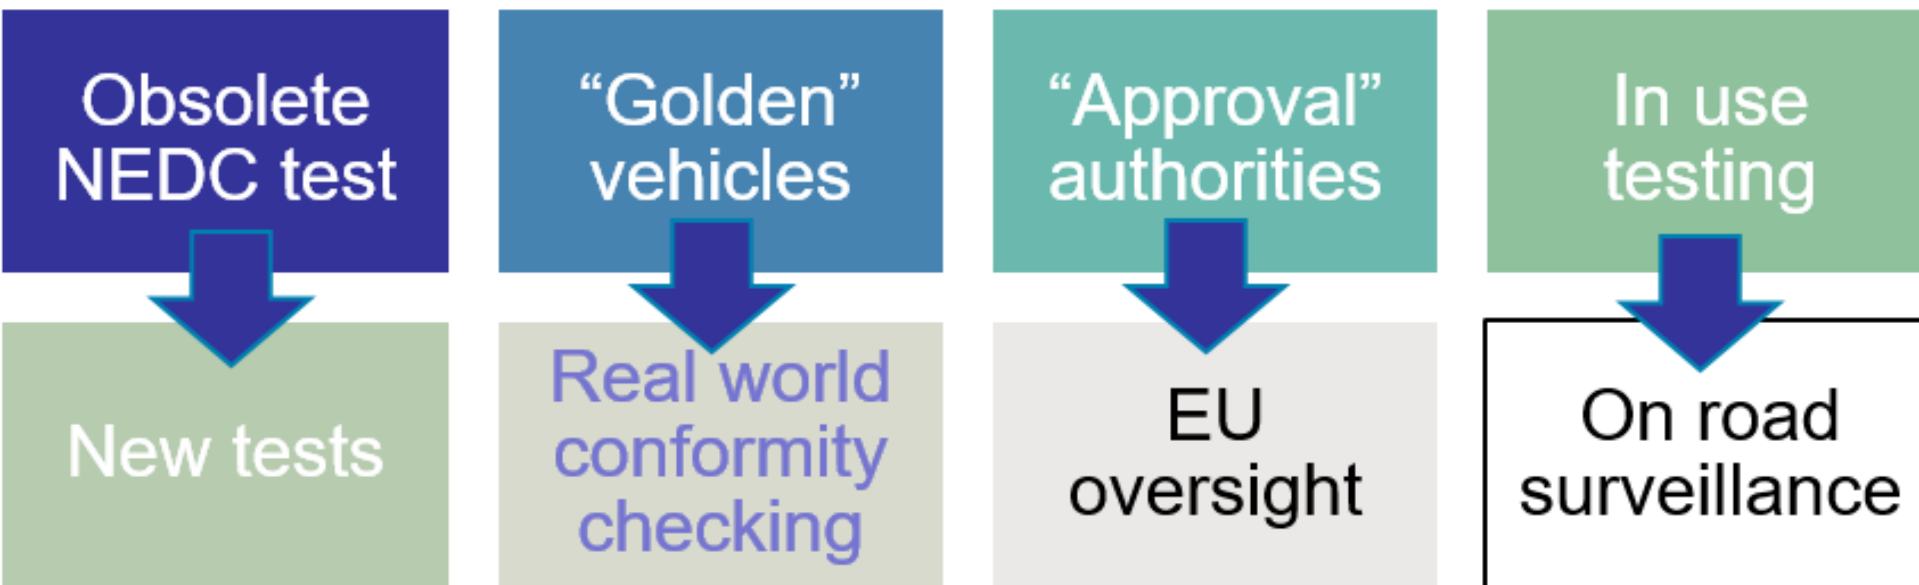 Obsolete
NEDC test
“Golden”
vehicles
“Approval”
authorities
In use
testing
New tests
Real world
conformity
checking
EU
oversight
On road
surveillance